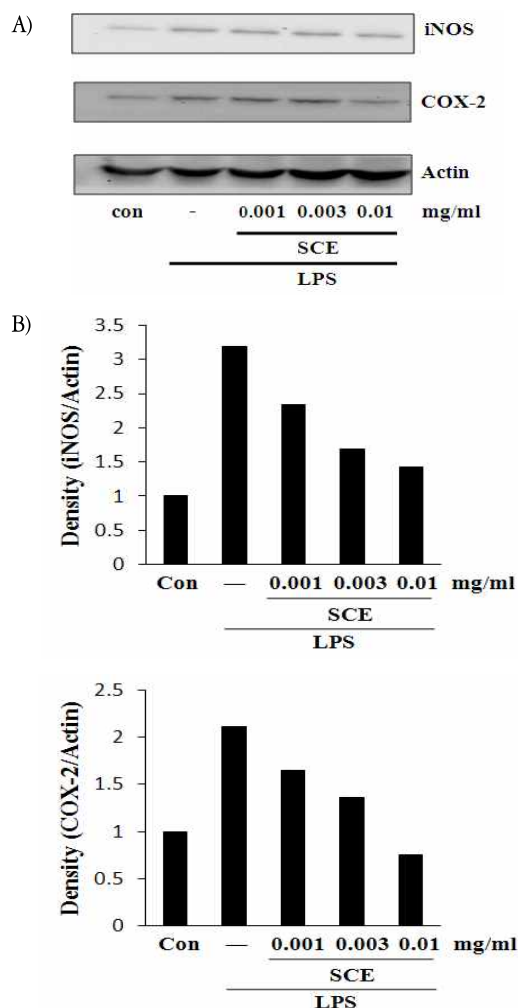 A)
iNOS
COX-2
Actin
con - 0.001 0.003 0.01 mg/ml
SCE
LPS
B)
Density (iNOS/Actin)
3.5
3
2.5
2
1.5
1
0.5
0
Con — 0.001 0.003 0.01 mg/ml
SCE
LPS
Density (COX-2/Actin)
2.5
2
1.5
1
0.5
0
Con — 0.001 0.003 0.01 mg/ml
SCE
LPS